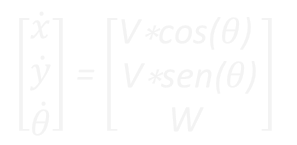 ẋ = V*cos(θ)
ẏ = V*sen(θ)
θ̇ = W